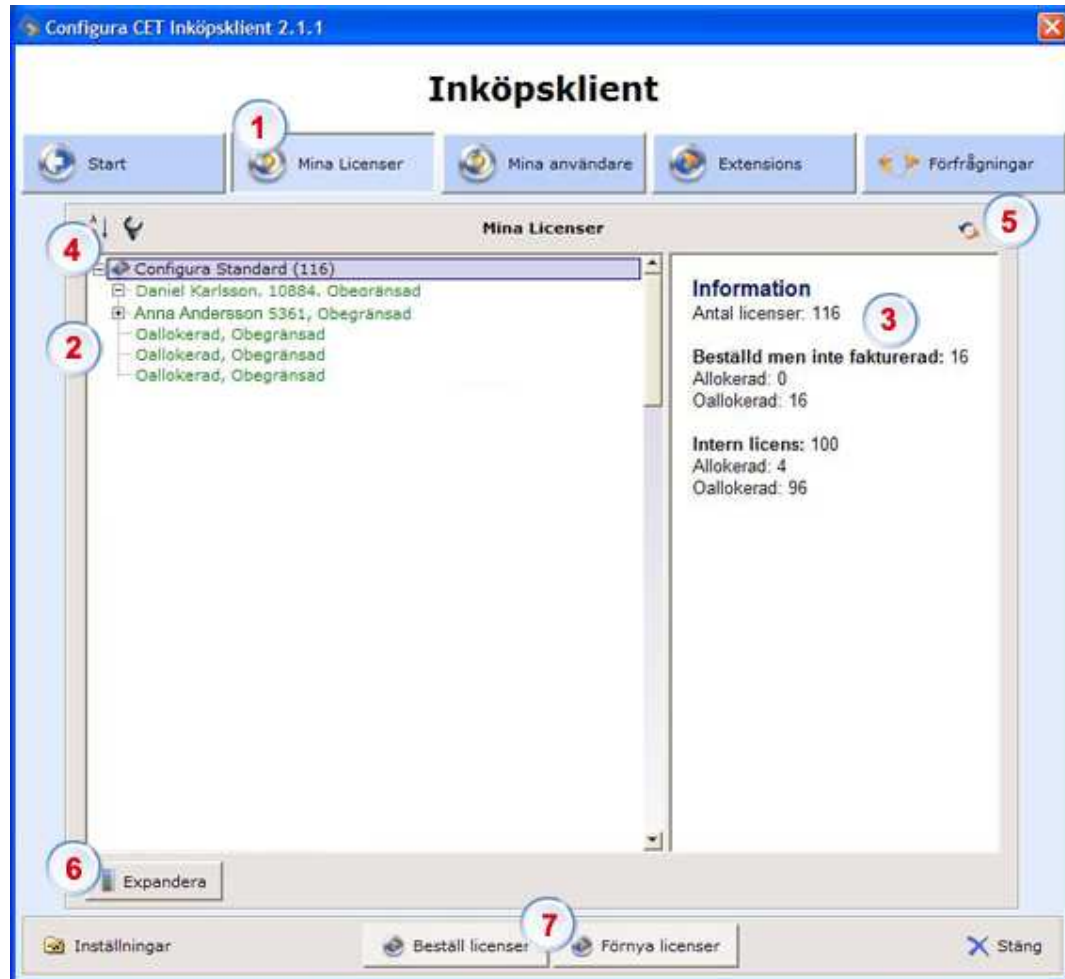 Configura CET Inköpsklient 2.1.1
Inköpsklient
1
Start
Mina Licenser
Mina användare
Extensions
Förfrågningar
Mina Licenser
5
4
Configura Standard (116)
Daniel Karlsson, 10884, Obegränsad
Anna Andersson 5361, Obegränsad
2
Oallokerad, Obegränsad
Oallokerad, Obegränsad
Oallokerad, Obegränsad
Information
Antal licenser: 116
3
Beställd men inte fakturerad: 16
Allokerad: 0
Oallokerad: 16
Intern licens: 100
Allokerad: 4
Oallokerad: 96
6
Expandera
7
Inställningar
Beställ licenser
Förnya licenser
Stäng